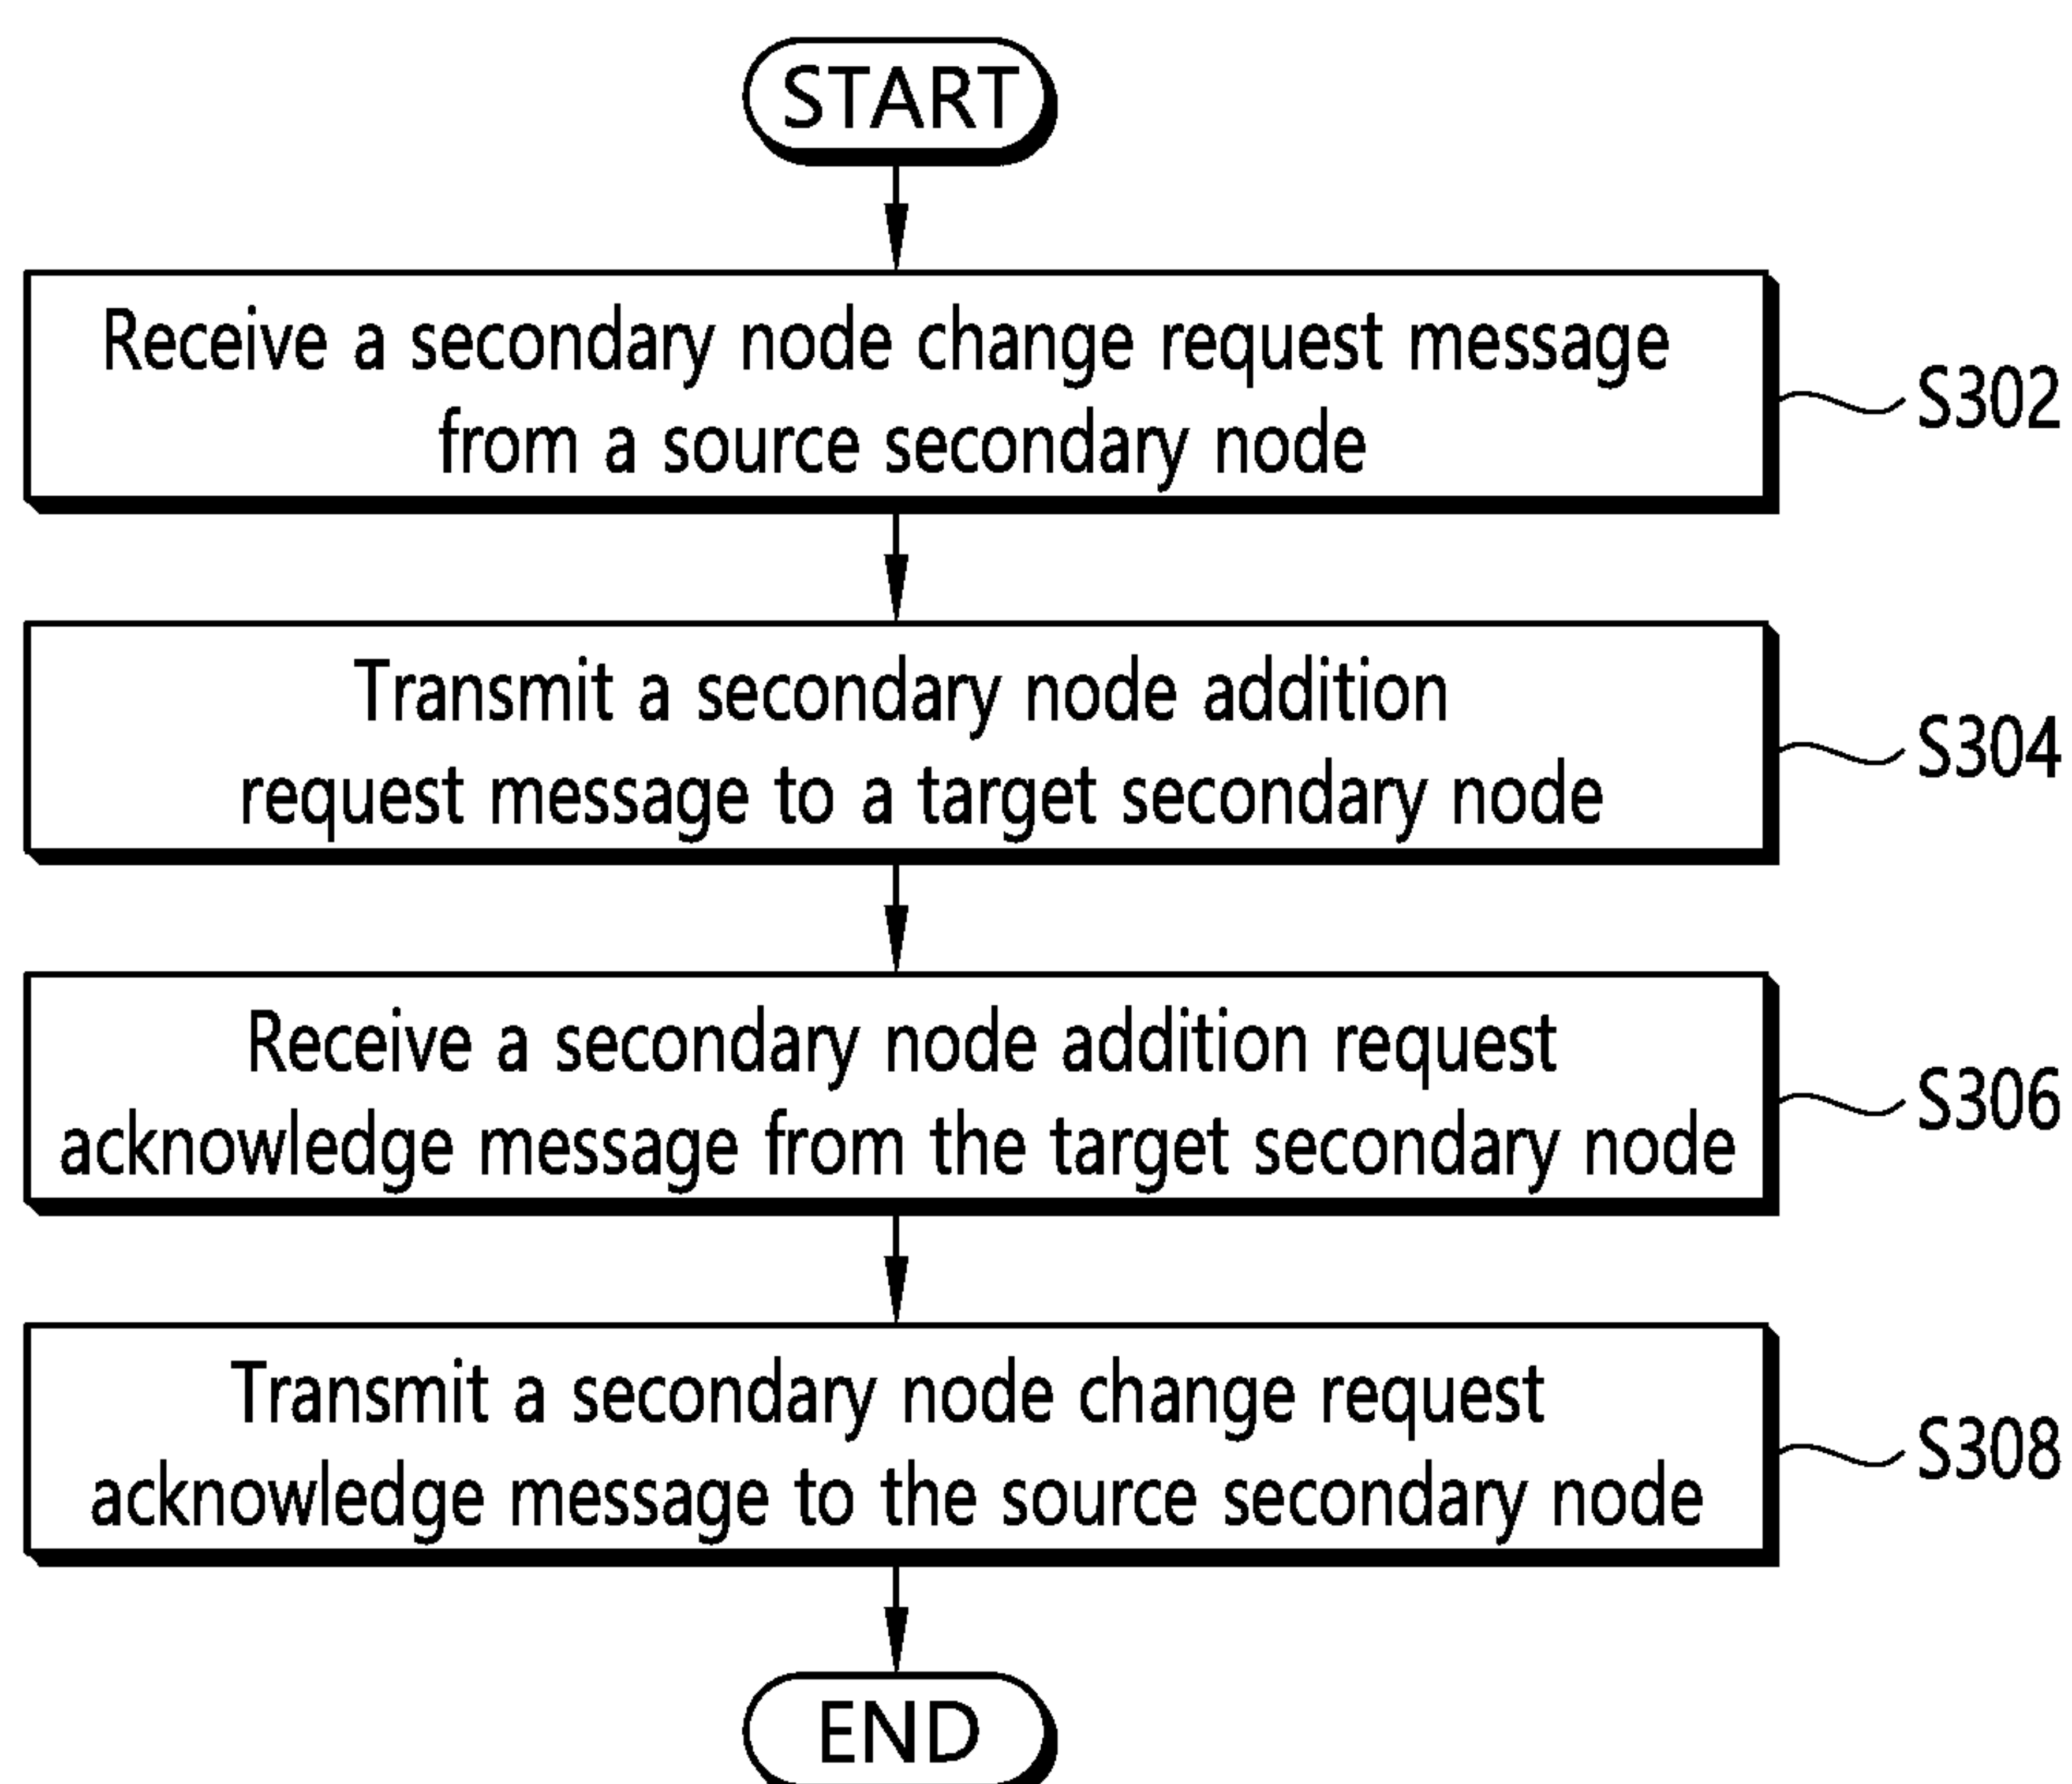 START
Receive a secondary node change request message
from a source secondary node
S302
Transmit a secondary node addition
request message to a target secondary node
S304
Receive a secondary node addition request
acknowledge message from the target secondary node
S306
Transmit a secondary node change request
acknowledge message to the source secondary node
S308
END